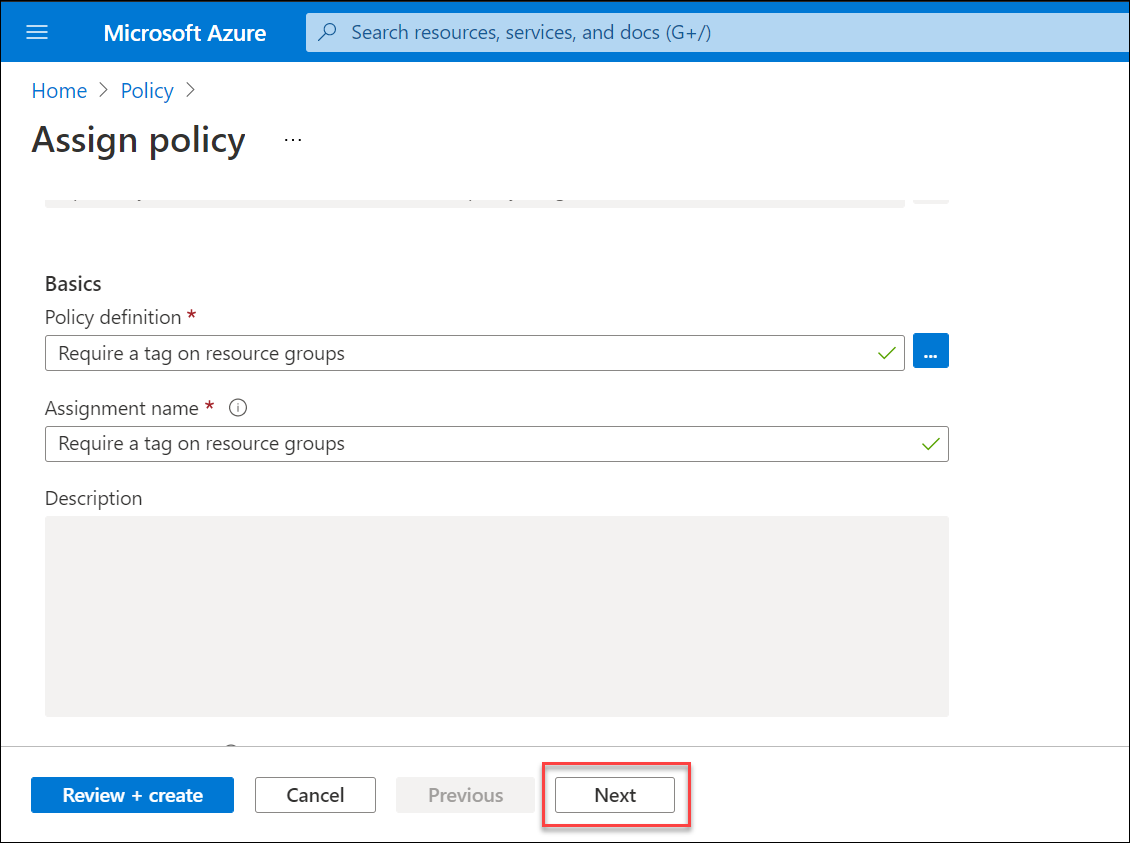 Microsoft Azure
Search resources, services, and docs (G+/)
Home > Policy >
Assign policy ...
Basics
Policy definition *
Require a tag on resource groups
...
Assignment name *
Require a tag on resource groups
Description
Review + create
Cancel
Previous
Next